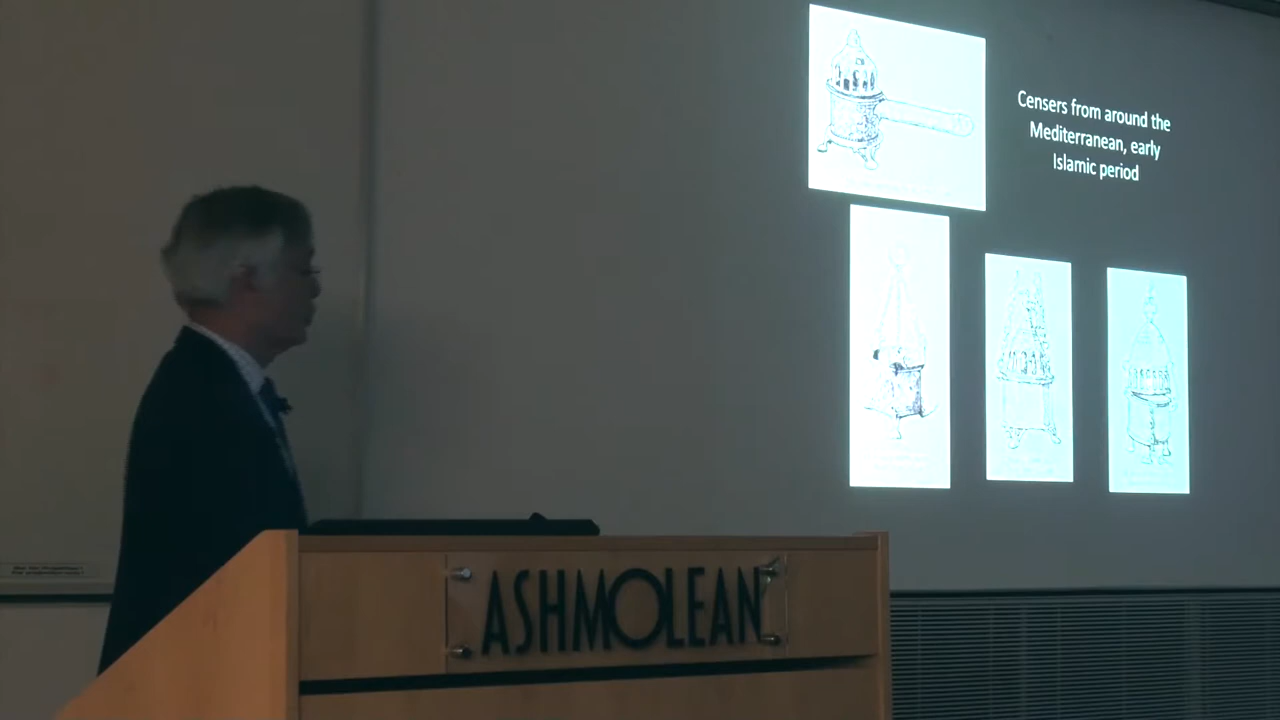 Censers from around the
Mediterranean, early
Islamic period
ASHMOLEAN